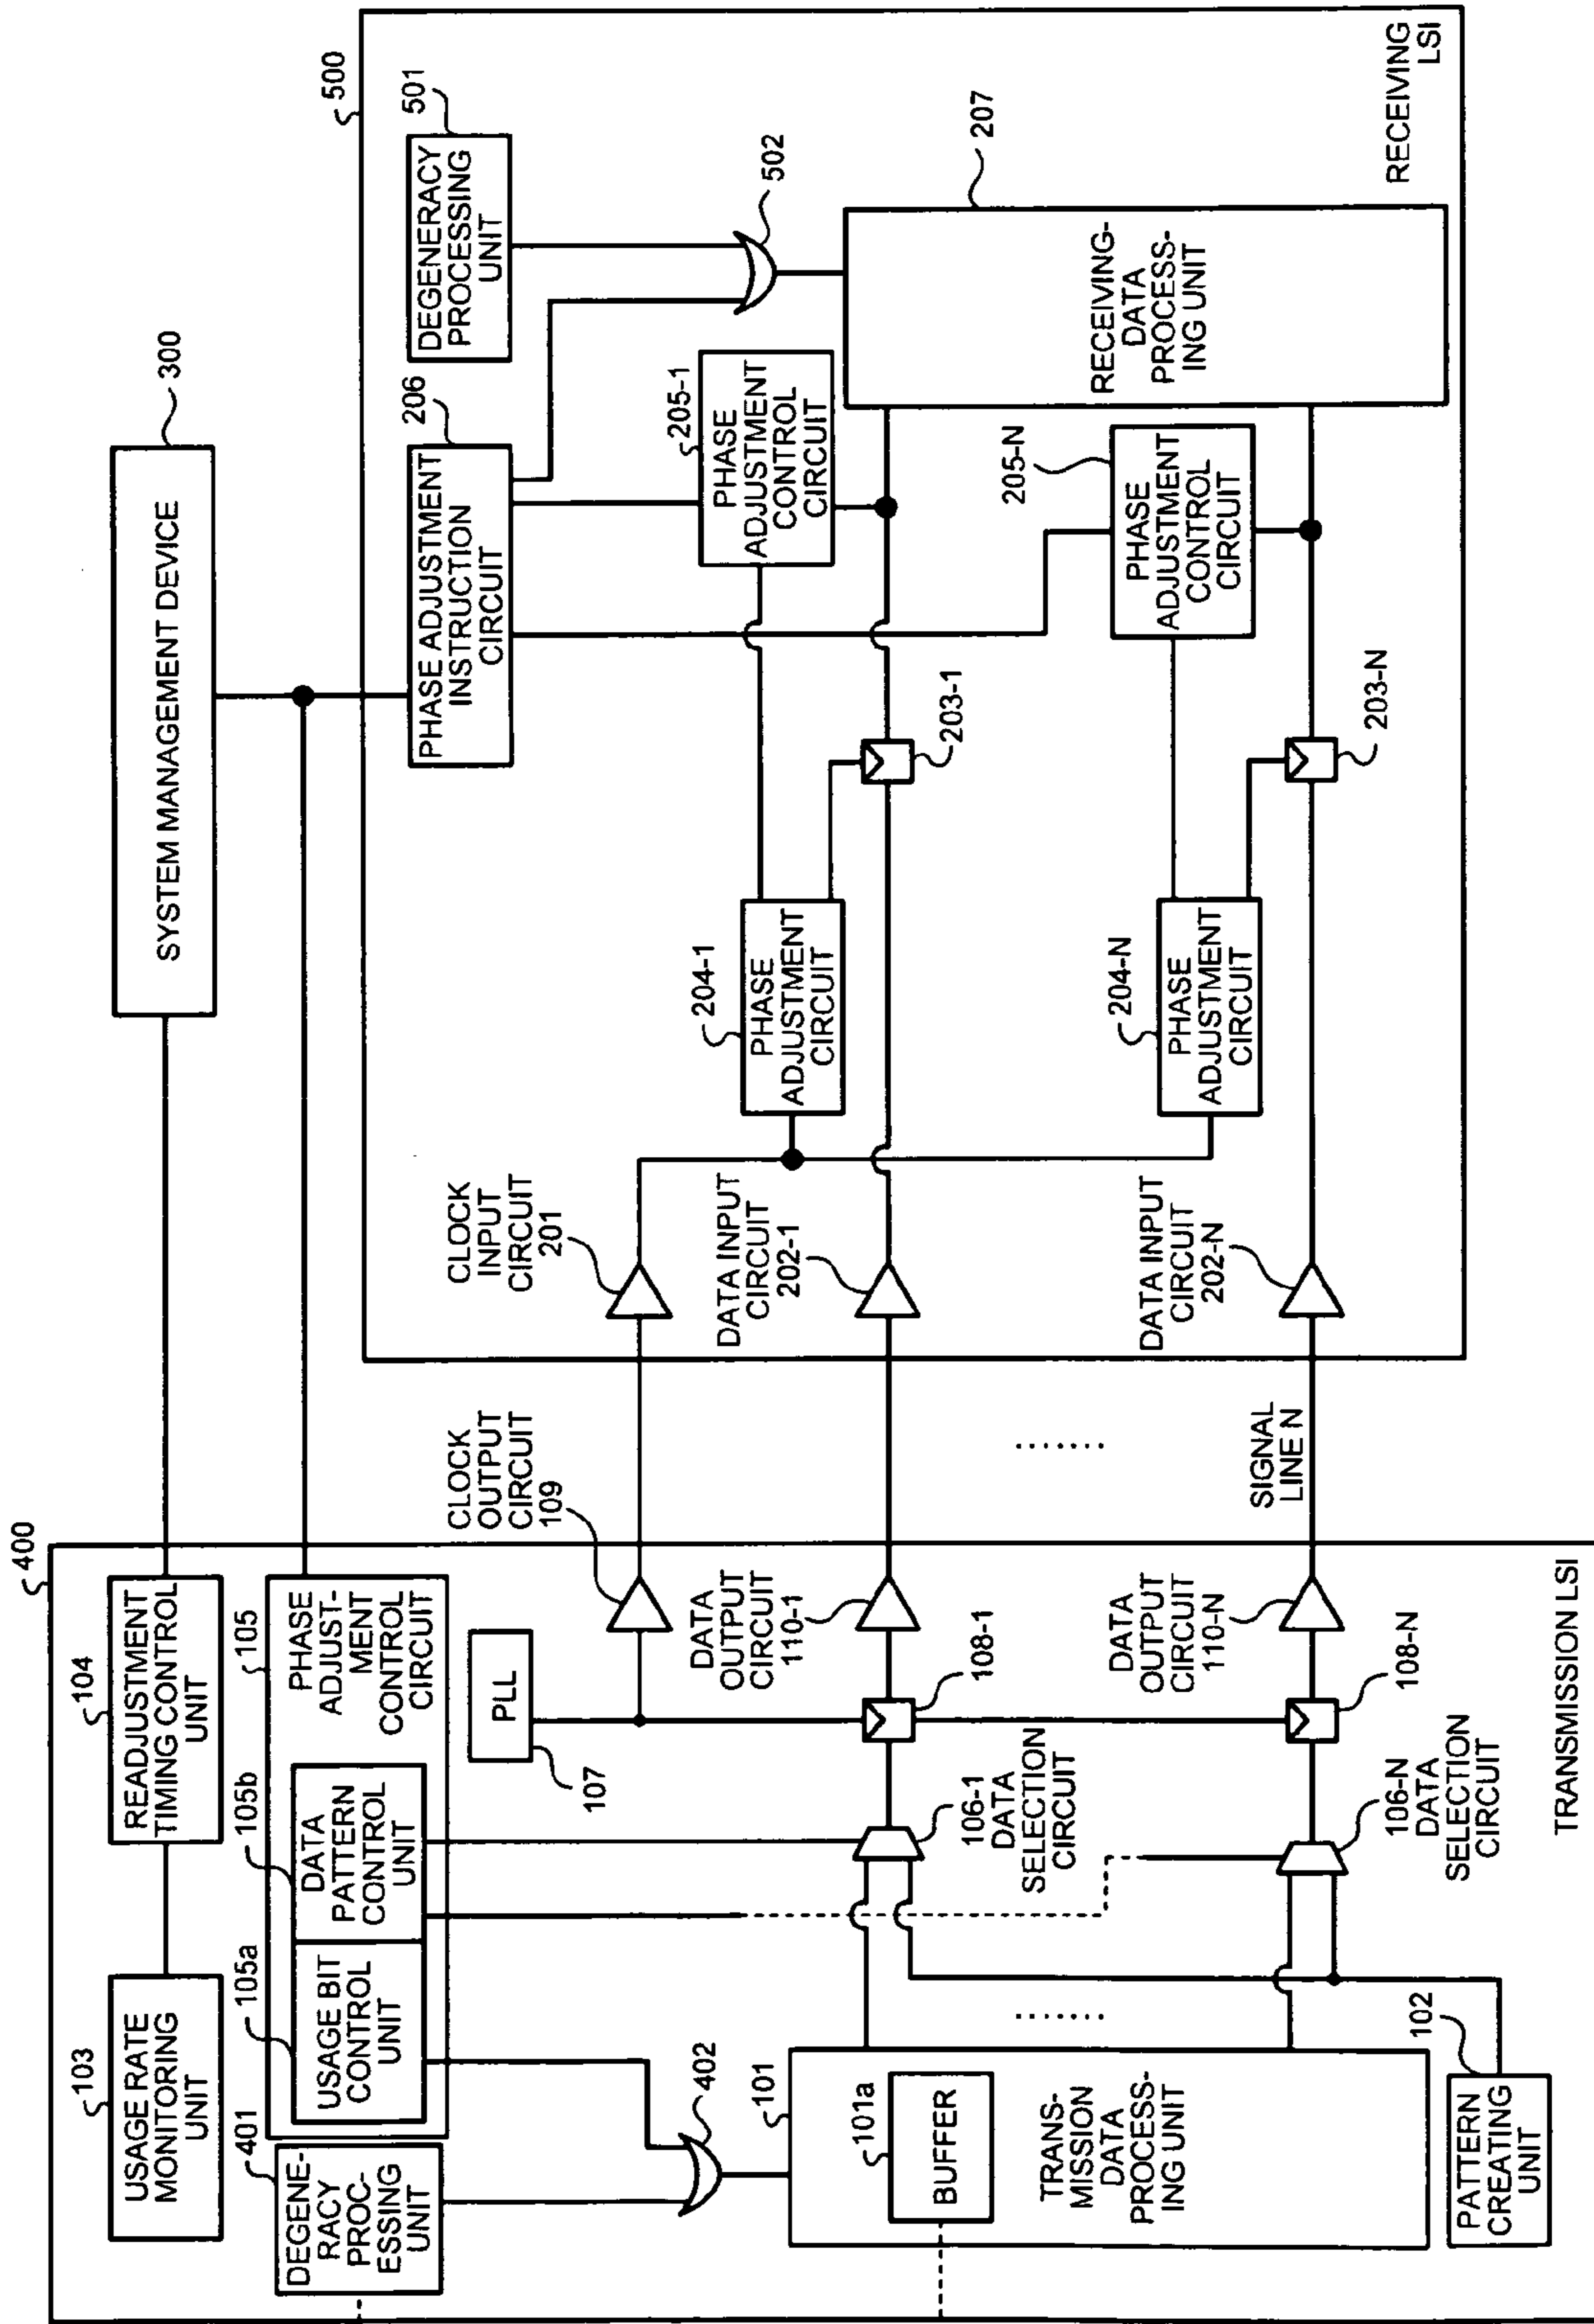 400
103
USAGE RATE
MONITORING
UNIT
104
READJUSTMENT
TIMING CONTROL
UNIT
300
SYSTEM MANAGEMENT DEVICE
401
DEGENE-
RACY
PROC-
ESSING
UNIT
105a
USAGE BIT
CONTROL
UNIT
105b
DATA
PATTERN
CONTROL
UNIT
105
PHASE
ADJUST-
MENT
CONTROL
CIRCUIT
402
107
PLL
CLOCK
OUTPUT
CIRCUIT
109
101
101a
BUFFER
TRANS-
MISSION
DATA
PROCESS-
ING UNIT
.......
102
PATTERN
CREATING
UNIT
106-1
DATA
SELECTION
CIRCUIT
106-N
DATA
SELECTION
CIRCUIT
108-1
108-N
DATA
OUTPUT
CIRCUIT
110-1
DATA
OUTPUT
CIRCUIT
110-N
TRANSMISSION LSI
.......
SIGNAL
LINE N
500
CLOCK
INPUT
CIRCUIT
201
DATA INPUT
CIRCUIT
202-1
DATA INPUT
CIRCUIT
202-N
204-1
PHASE
ADJUSTMENT
CIRCUIT
204-N
PHASE
ADJUSTMENT
CIRCUIT
203-1
203-N
206
PHASE ADJUSTMENT
INSTRUCTION
CIRCUIT
205-1
PHASE
ADJUSTMENT
CONTROL
CIRCUIT
205-N
PHASE
ADJUSTMENT
CONTROL
CIRCUIT
501
DEGENERACY
PROCESSING
UNIT
502
207
RECEIVING-
DATA
PROCESS-
ING UNIT
RECEIVING
LSI